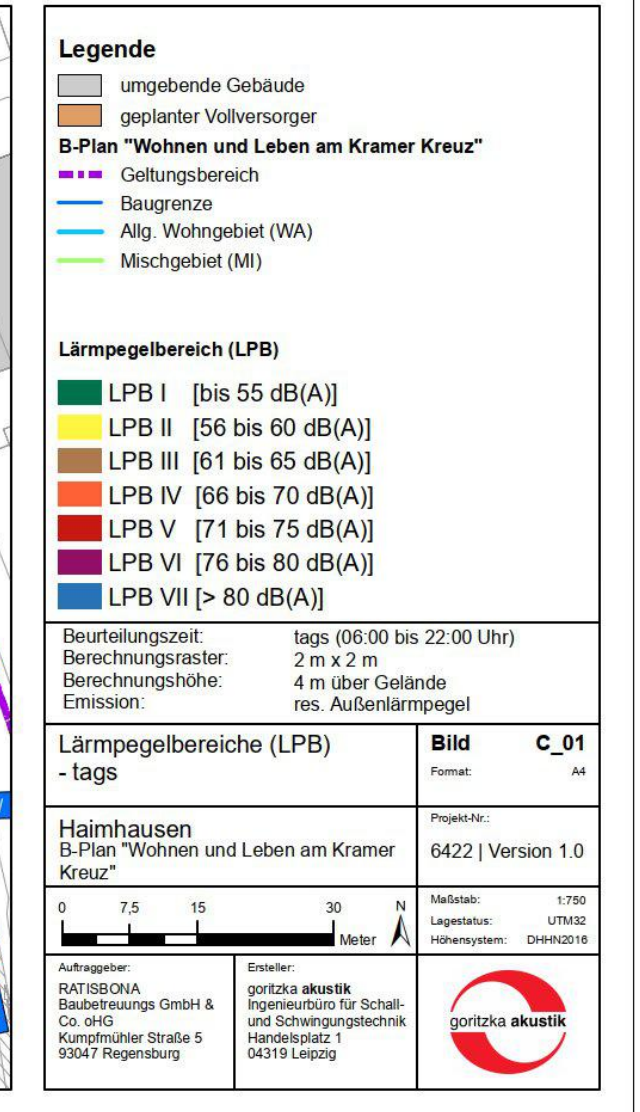 Legende
umgebende Gebäude
geplanter Vollversorger
B-Plan "Wohnen und Leben am Kramer Kreuz"
Geltungsbereich
Baugrenze
Allg. Wohngebiet (WA)
Mischgebiet (MI)
Lärmpegelbereich (LPB)
LPB I [bis 55 dB(A)]
LPB II [56 bis 60 dB(A)]
LPB III [61 bis 65 dB(A)]
LPB IV [66 bis 70 dB(A)]
LPB V [71 bis 75 dB(A)]
LPB VI [76 bis 80 dB(A)]
LPB VII [> 80 dB(A)]
Beurteilungszeit: tags (06:00 bis 22:00 Uhr)
Berechnungsraster: 2 m x 2 m
Berechnungshöhe: 4 m über Gelände
Emission: res. Außenlärmpegel
Lärmpegelbereiche (LPB)
- tags
Bild C_01
Format: A4
Haimhausen
B-Plan "Wohnen und Leben am Kramer
Kreuz"
Projekt-Nr.:
6422 | Version 1.0
0 7,5 15 30 N
Meter
Maßstab: 1:750
Lagestatus: UTM32
Höhensystem: DHHN2016
Auftraggeber:
RATISBONA
Baubetreuungs GmbH &
Co. oHG
Kumpfmühler Straße 5
93047 Regensburg
Ersteller:
goritzka akustik
Ingenieurbüro für Schall-
und Schwingungstechnik
Handelsplatz 1
04319 Leipzig
goritzka akustik